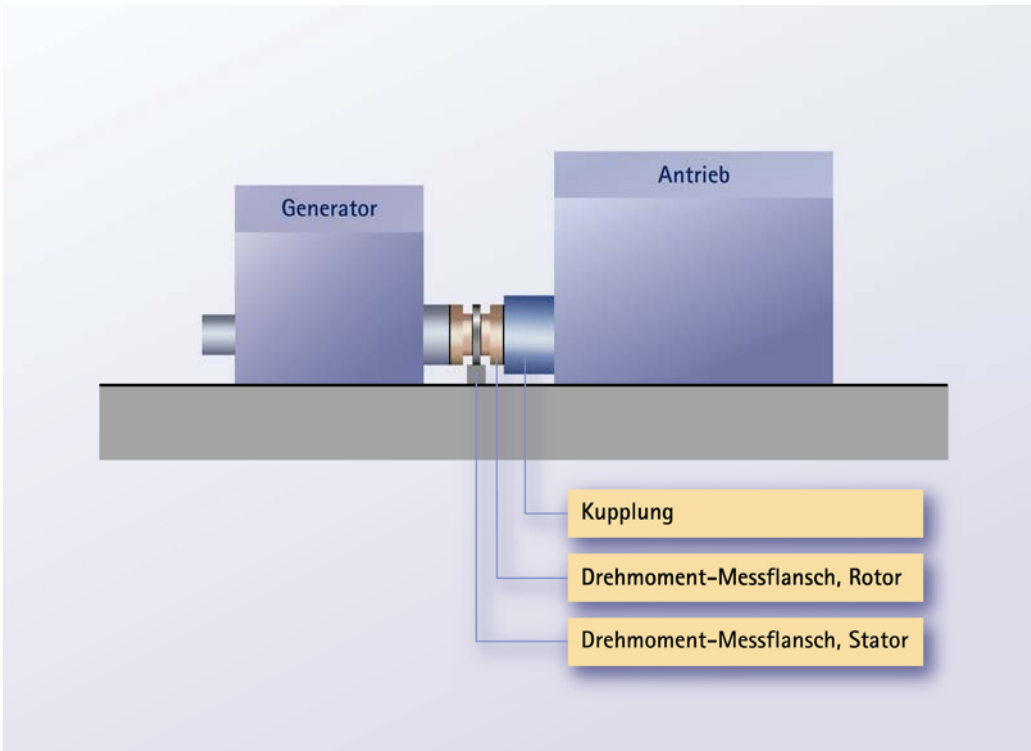 Antrieb
Generator
Kupplung
Drehmoment-Messflansch, Rotor
Drehmoment-Messflansch, Stator